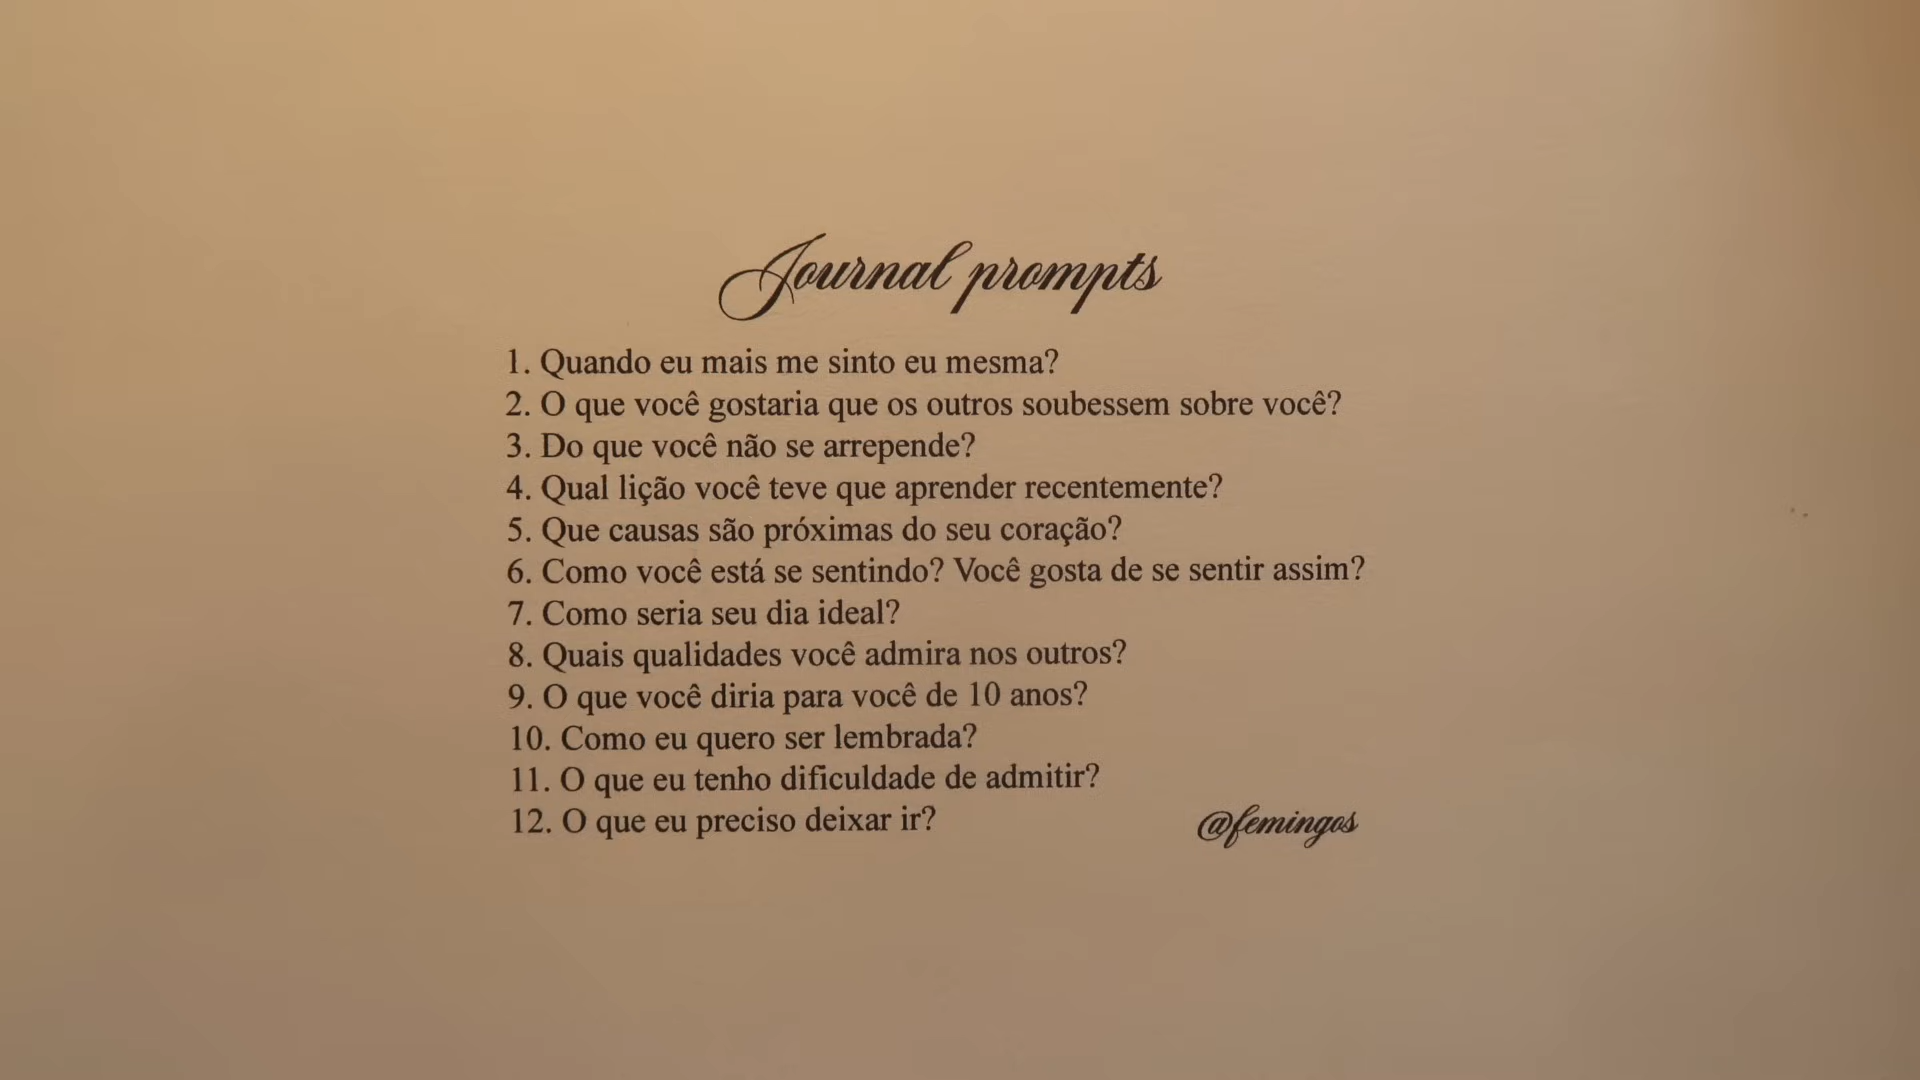 Journal prompts
1. Quando eu mais me sinto eu mesma?
2. O que você gostaria que os outros soubessem sobre você?
3. Do que você não se arrepende?
4. Qual lição você teve que aprender recentemente?
5. Que causas são próximas do seu coração?
6. Como você está se sentindo? Você gosta de se sentir assim?
7. Como seria seu dia ideal?
8. Quais qualidades você admira nos outros?
9. O que você diria para você de 10 anos?
10. Como eu quero ser lembrada?
11. O que eu tenho dificuldade de admitir?
12. O que eu preciso deixar ir?
@femingos